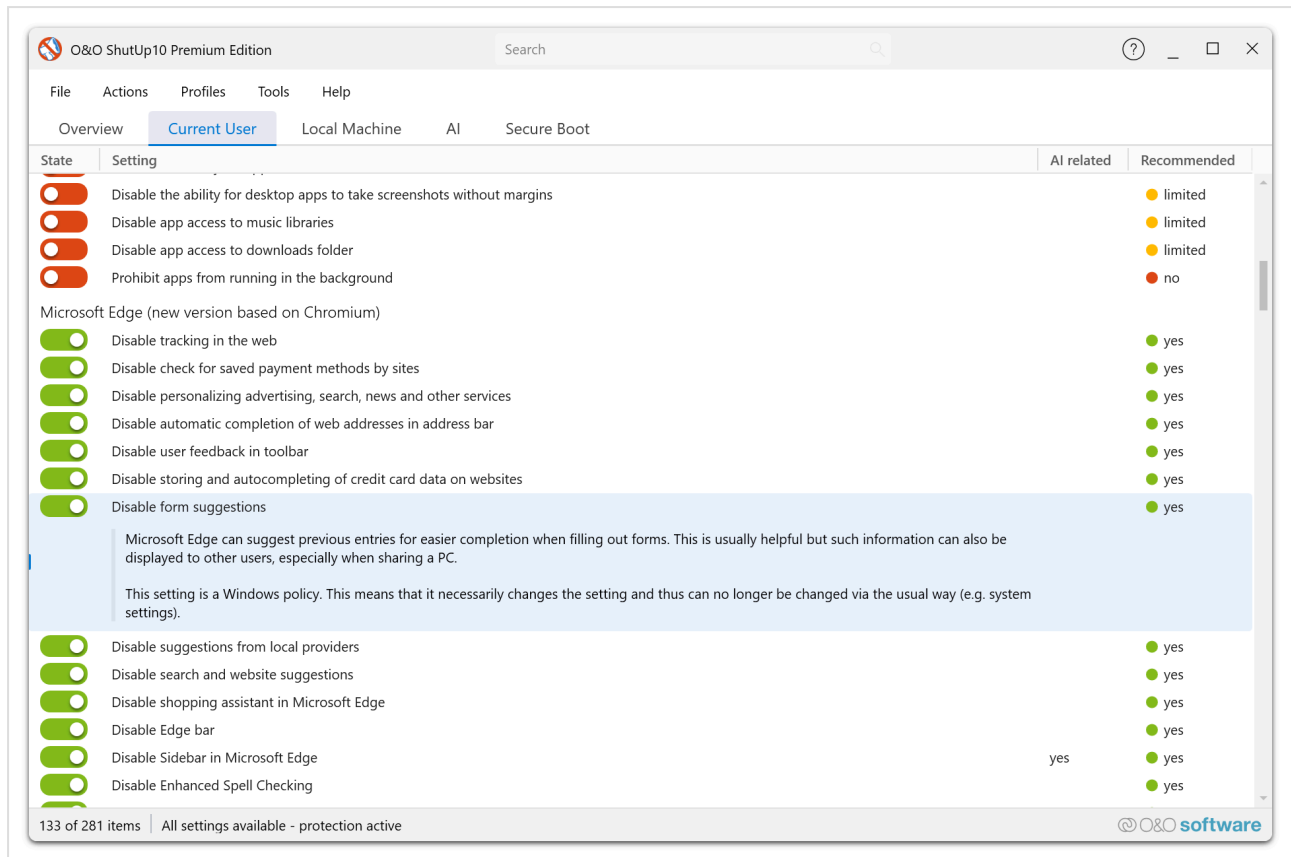 O&O ShutUp10 Premium Edition
Search
?
File Actions Profiles Tools Help
Overview Current User Local Machine AI Secure Boot
State Setting AI related Recommended
Disable the ability for desktop apps to take screenshots without margins limited
Disable app access to music libraries limited
Disable app access to downloads folder limited
Prohibit apps from running in the background no
Microsoft Edge (new version based on Chromium)
Disable tracking in the web yes
Disable check for saved payment methods by sites yes
Disable personalizing advertising, search, news and other services yes
Disable automatic completion of web addresses in address bar yes
Disable user feedback in toolbar yes
Disable storing and autocompleting of credit card data on websites yes
Disable form suggestions yes
Microsoft Edge can suggest previous entries for easier completion when filling out forms. This is usually helpful but such information can also be
displayed to other users, especially when sharing a PC.
This setting is a Windows policy. This means that it necessarily changes the setting and thus can no longer be changed via the usual way (e.g. system
settings).
Disable suggestions from local providers yes
Disable search and website suggestions yes
Disable shopping assistant in Microsoft Edge yes
Disable Edge bar yes
Disable Sidebar in Microsoft Edge yes yes
Disable Enhanced Spell Checking yes
133 of 281 items All settings available - protection active
O&O software